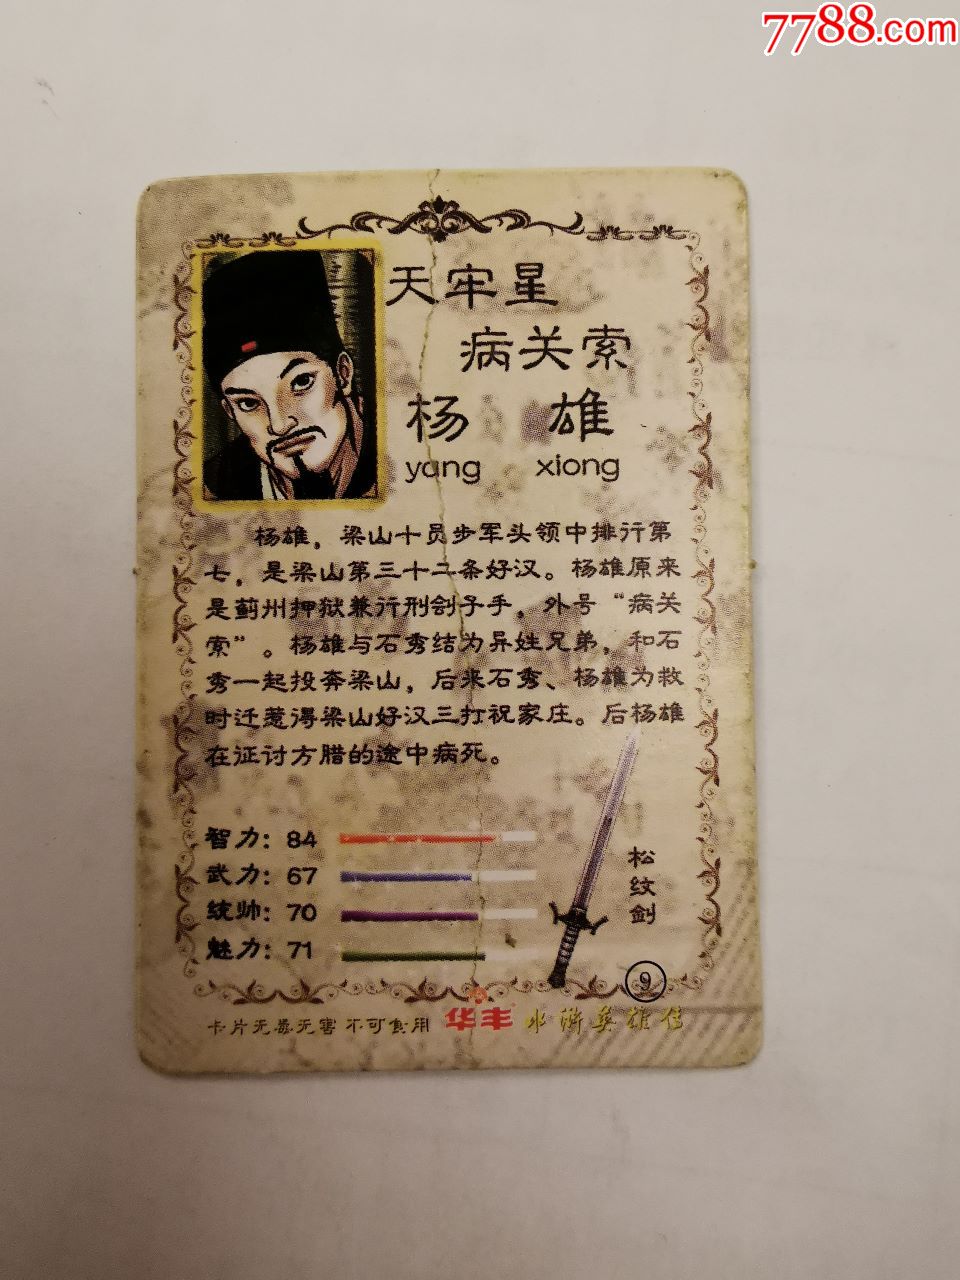 7788.com
天牢星
病关索
杨 雄
yang xiong
杨雄，梁山十员步军头领中排行第
七，是梁山第三十二条好汉。杨雄原来
是蓟州押狱兼行刑刽子手，外号“病关
索”。杨雄与石秀结为异姓兄弟，和石
秀一起投奔梁山，后来石秀、杨雄为救
时迁惹得梁山好汉三打祝家庄。后杨雄
在征讨方腊的途中病死。
智力：84
武力：67
统帅：70
魅力：71
松纹剑
9
卡片无毒无害 不可食用 华丰 水浒英雄传